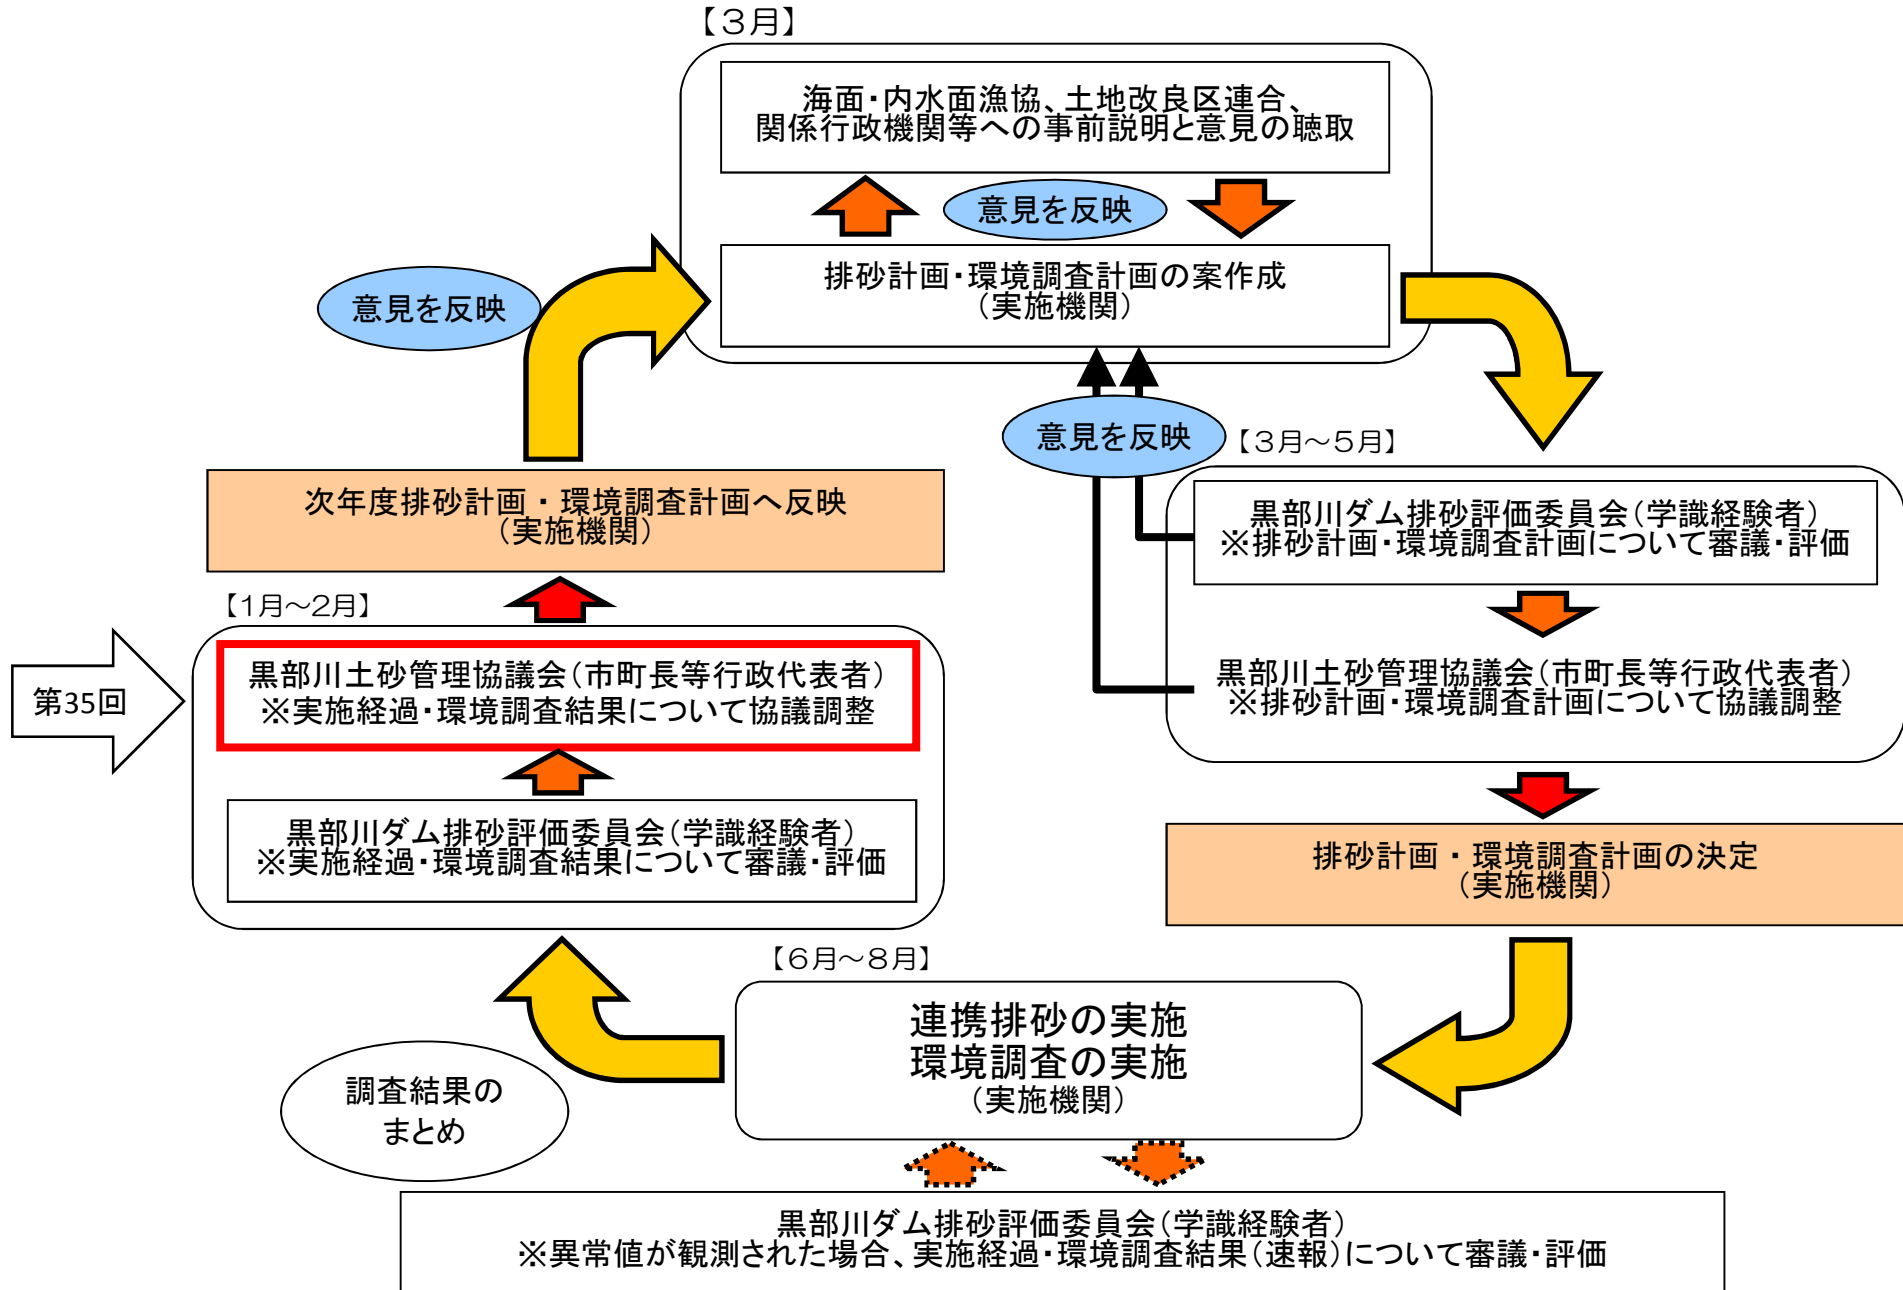 【３月】
海面・内水面漁協、土地改良区連合、
関係行政機関等への事前説明と意見の聴取
意見を反映
排砂計画・環境調査計画の案作成
（実施機関）
意見を反映
意見を反映
【３月～５月】
黒部川ダム排砂評価委員会（学識経験者）
※排砂計画・環境調査計画について審議・評価
黒部川土砂管理協議会（市町長等行政代表者）
※排砂計画・環境調査計画について協議調整
排砂計画・環境調査計画の決定
（実施機関）
【６月～８月】
連携排砂の実施
環境調査の実施
（実施機関）
黒部川ダム排砂評価委員会（学識経験者）
※異常値が観測された場合、実施経過・環境調査結果（速報）について審議・評価
調査結果の
まとめ
次年度排砂計画・環境調査計画へ反映
（実施機関）
【１月～２月】
第35回
黒部川土砂管理協議会（市町長等行政代表者）
※実施経過・環境調査結果について協議調整
黒部川ダム排砂評価委員会（学識経験者）
※実施経過・環境調査結果について審議・評価